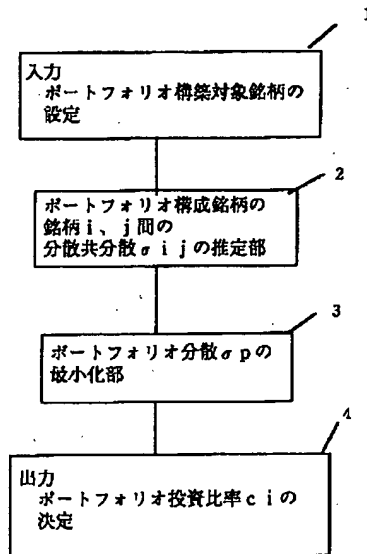 1
入力
ポートフォリオ構築対象銘柄の
設定
2
ポートフォリオ構成銘柄の
銘柄i、j間の
分散共分散σijの推定部
3
ポートフォリオ分散σpの
最小化部
4
出力
ポートフォリオ投資比率ciの
決定